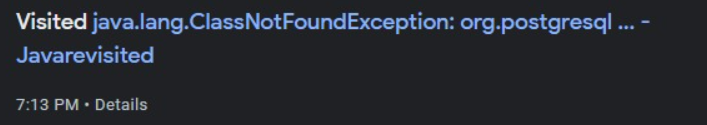 Visited java.lang.ClassNotFoundException: org.postgresql ... -
Javarevisited
7:13 PM • Details